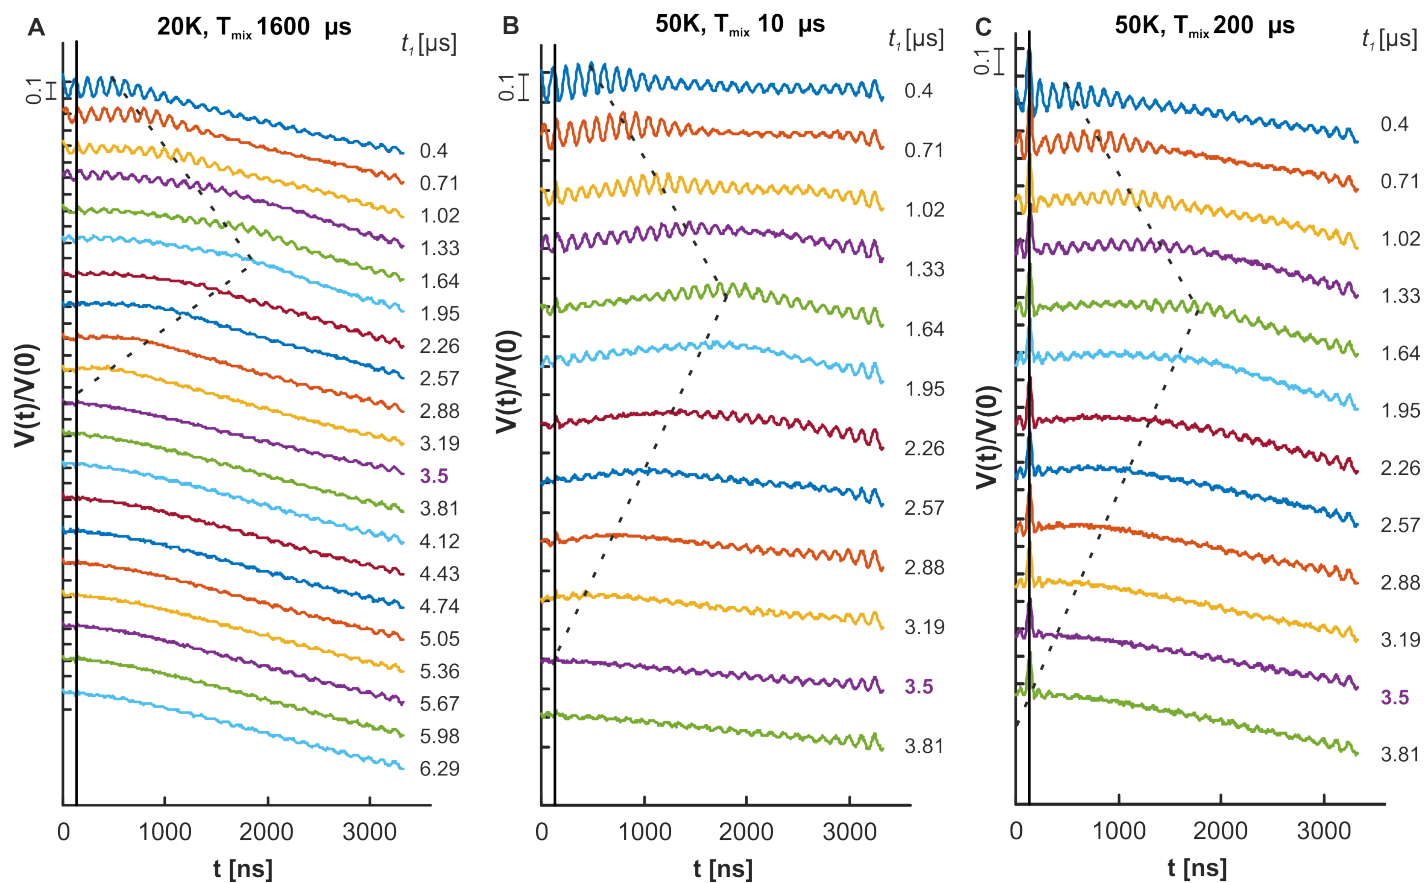 A
20K, Tmix 1600 µs
t1 [µs]
0.1
0.4
0.71
1.02
1.33
1.64
1.95
2.26
2.57
2.88
3.19
3.5
3.81
4.12
4.43
4.74
5.05
5.36
5.67
5.98
6.29
V(t)/V(0)
0 1000 2000 3000
t [ns]
B
50K, Tmix 10 µs
t1 [µs]
0.1
0.4
0.71
1.02
1.33
1.64
1.95
2.26
2.57
2.88
3.19
3.5
3.81
V(t)/V(0)
0 1000 2000 3000
t [ns]
C
50K, Tmix 200 µs
t1 [µs]
0.1
0.4
0.71
1.02
1.33
1.64
1.95
2.26
2.57
2.88
3.19
3.5
3.81
V(t)/V(0)
0 1000 2000 3000
t [ns]